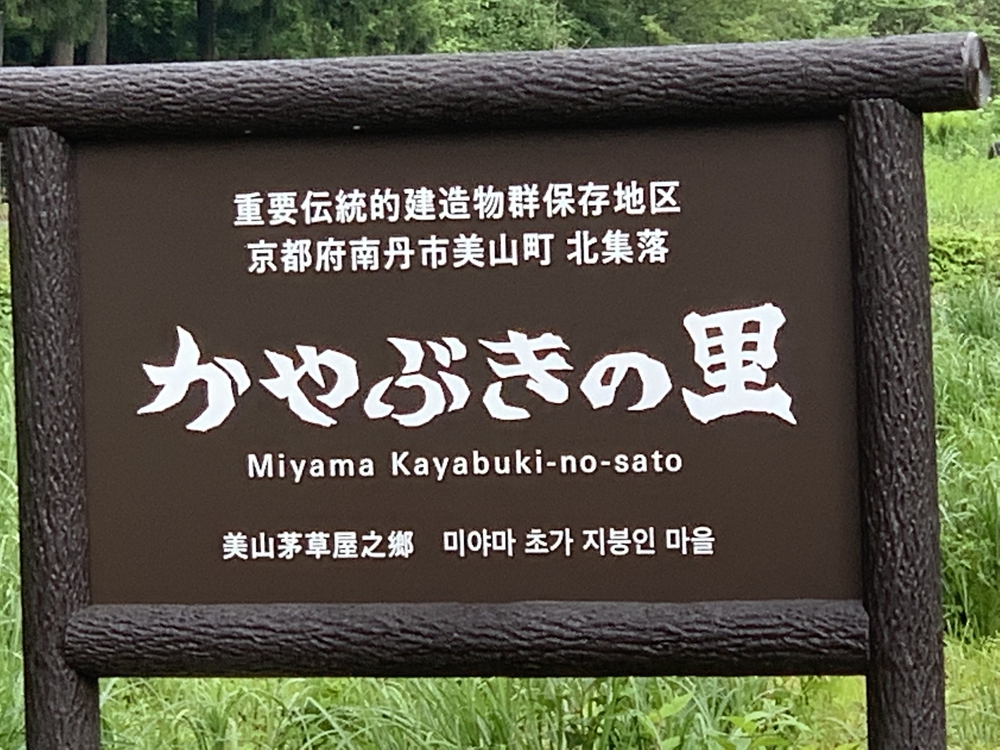 重要伝統的建造物群保存地区
京都府南丹市美山町 北集落
かやぶきの里
Miyama Kayabuki-no-sato
美山茅草屋之鄉 미야마 초가 지붕인 마을